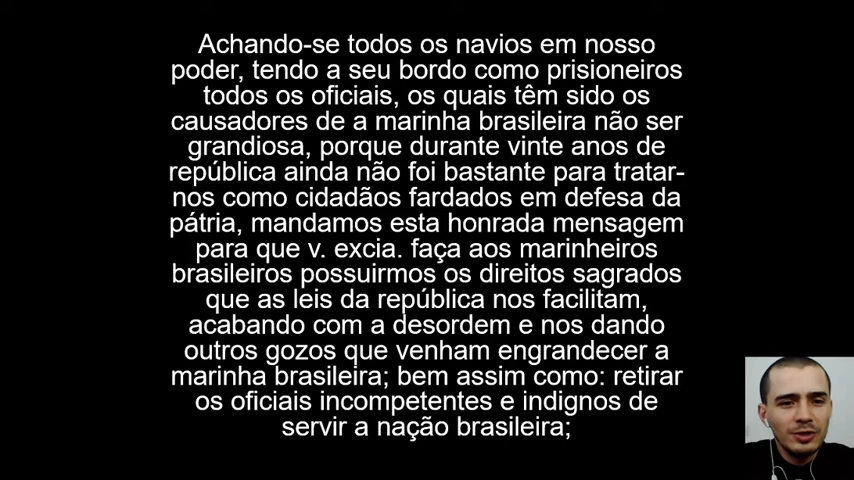 Achando-se todos os navios em nosso
poder, tendo a seu bordo como prisioneiros
todos os oficiais, os quais têm sido os
causadores de a marinha brasileira não ser
grandiosa, porque durante vinte anos de
república ainda não foi bastante para tratar-
nos como cidadãos fardados em defesa da
pátria, mandamos esta honrada mensagem
para que v. excia. faça aos marinheiros
brasileiros possuirmos os direitos sagrados
que as leis da república nos facilitam,
acabando com a desordem e nos dando
outros gozos que venham engrandecer a
marinha brasileira; bem assim como: retirar
os oficiais incompetentes e indignos de
servir a nação brasileira;